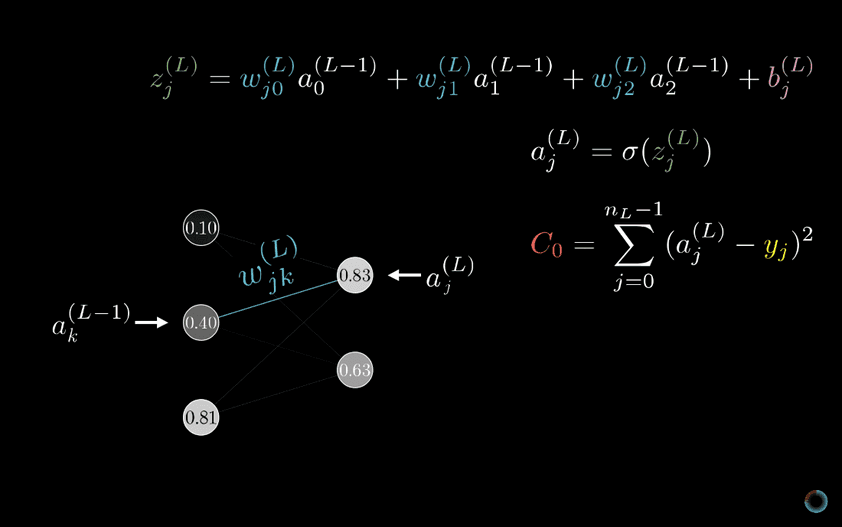 z_j^{(L)} = w_{j0}^{(L)} a_0^{(L-1)} + w_{j1}^{(L)} a_1^{(L-1)} + w_{j2}^{(L)} a_2^{(L-1)} + b_j^{(L)}
a_j^{(L)} = σ(z_j^{(L)})
C_0 = \sum_{j=0}^{n_L-1} (a_j^{(L)} - y_j)^2
0.10
w_{jk}^{(L)}
0.83
a_j^{(L)}
a_k^{(L-1)}
0.40
0.63
0.81